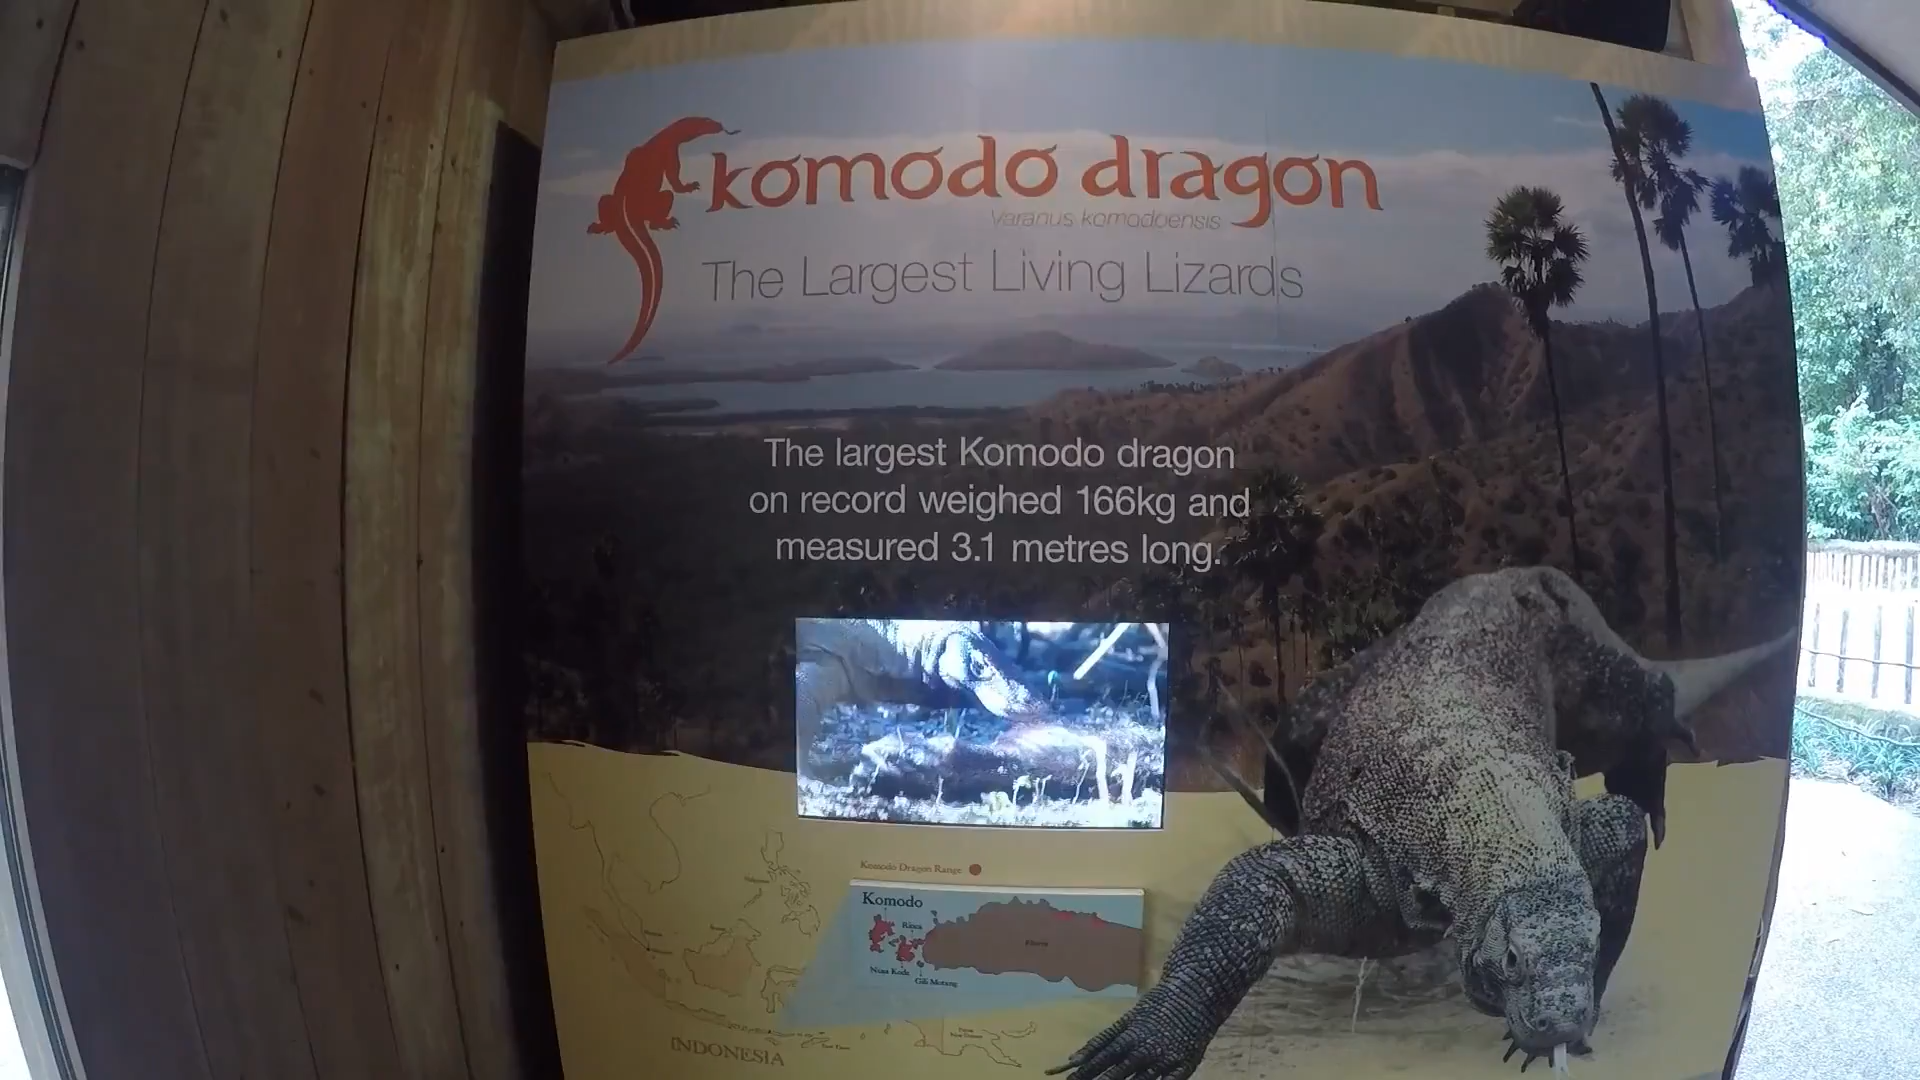 komodo dragon
Varanus komodoensis
The Largest Living Lizards
The largest Komodo dragon
on record weighed 166kg and
measured 3.1 metres long.
Komodo Dragon Range
Komodo
Rinca
Flores
Nusa Kode
Gili Motang
INDONESIA